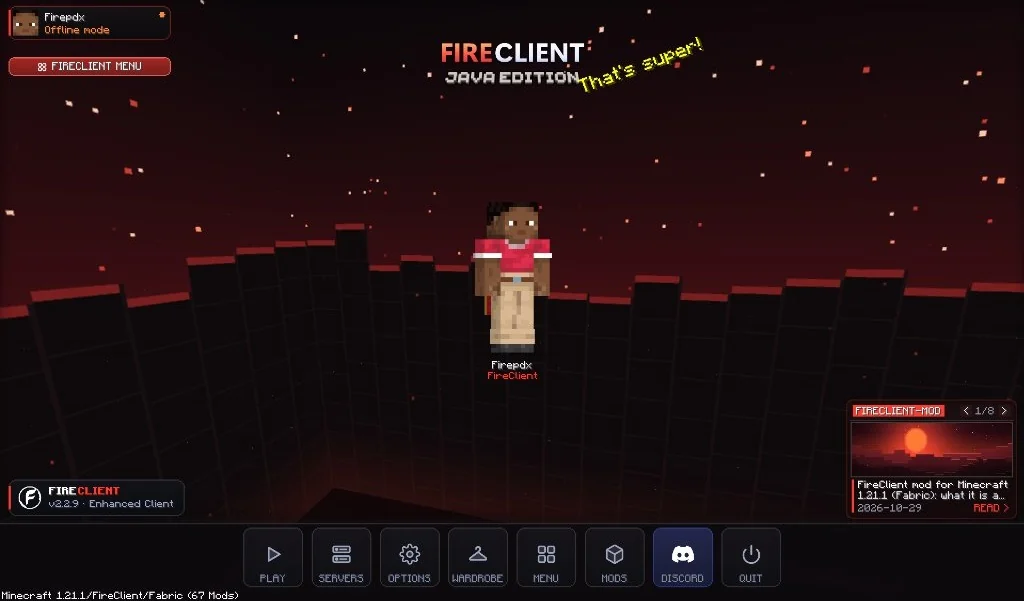 Firepdx
Offline mode
FIRECLIENT MENU
FIRECLIENT
JAVA EDITION
That's super!
Firepdx
FireClient
FIRECLIENT-MOD
< 1/8 >
FireClient mod for Minecraft
1.21.1 (Fabric): what it is a...
2026-10-29
READ >
FIRECLIENT
v2.2.9 · Enhanced Client
PLAY
SERVERS
OPTIONS
WARDROBE
MENU
MODS
DISCORD
QUIT
Minecraft 1.21.1/FireClient/Fabric (67 Mods)